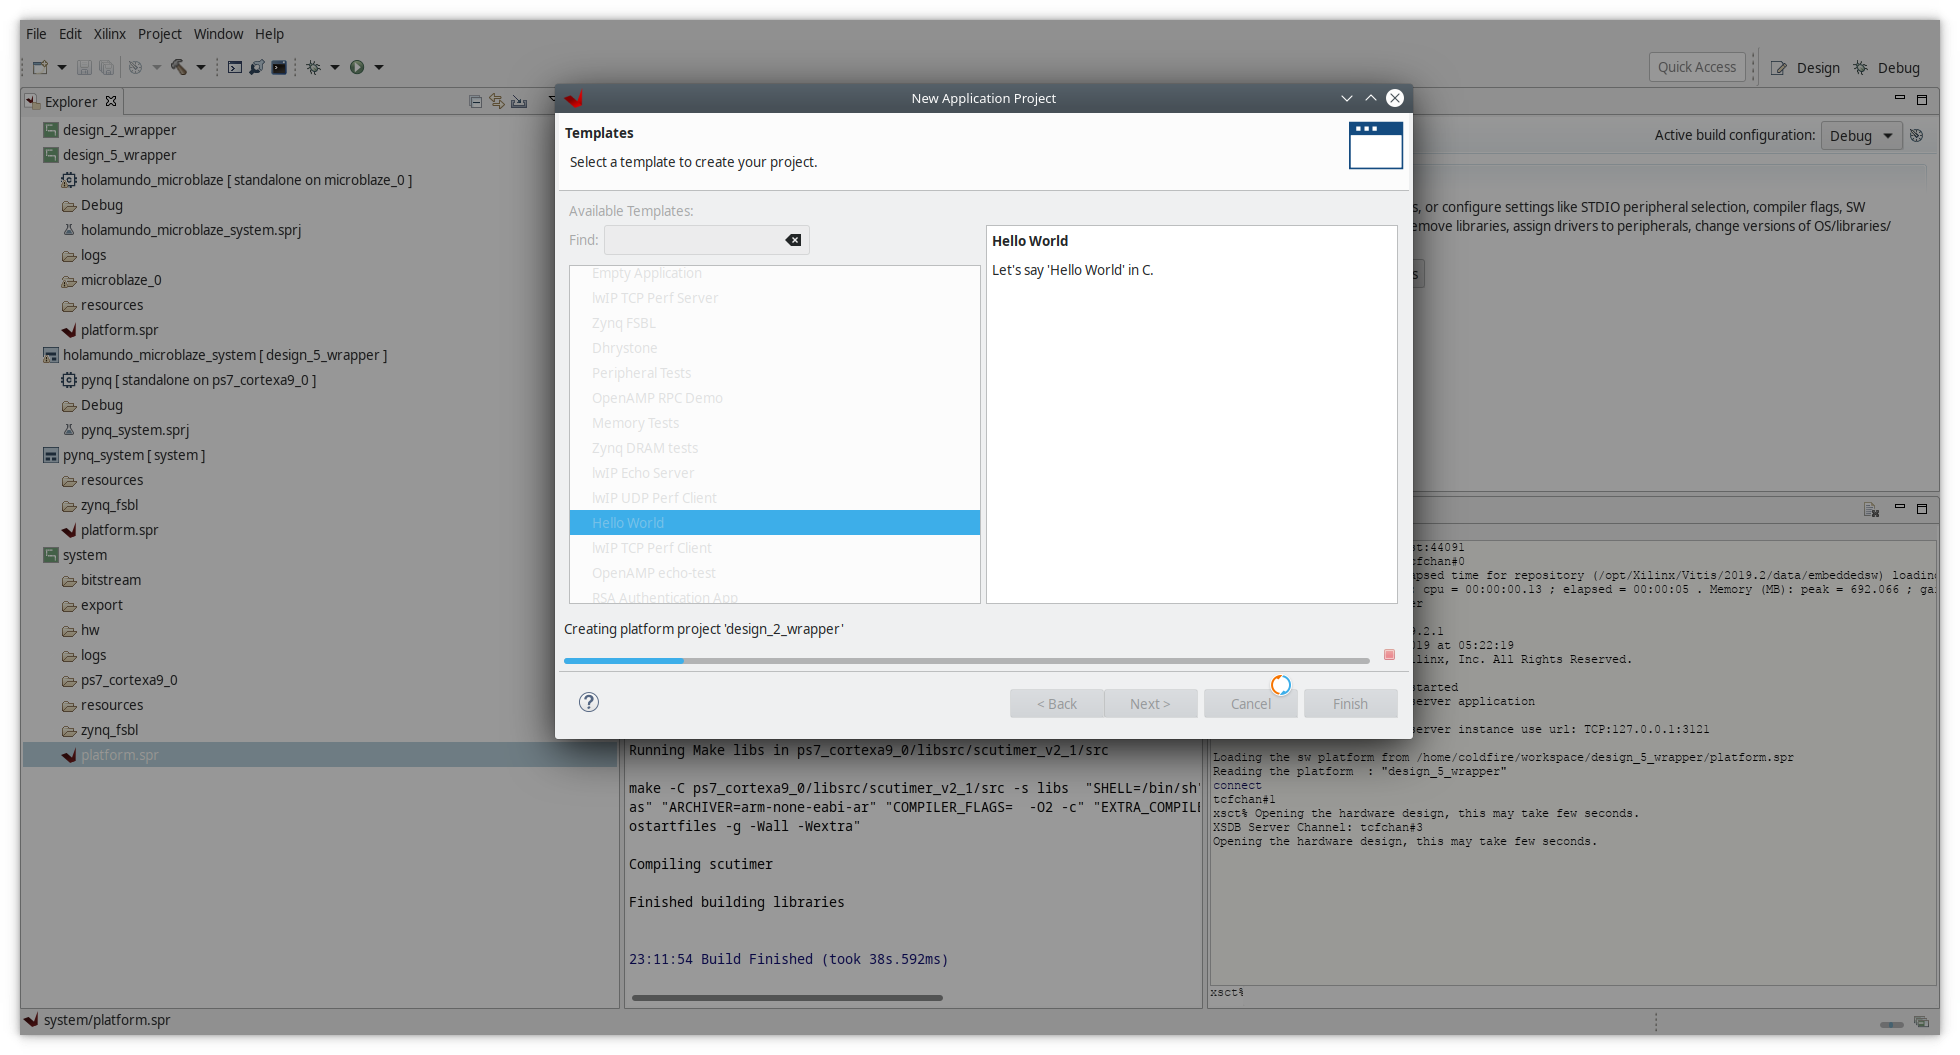 File Edit Xilinx Project Window Help
Quick Access Design Debug
Explorer
design_2_wrapper
design_5_wrapper
holamundo_microblaze [ standalone on microblaze_0 ]
Debug
holamundo_microblaze_system.sprj
logs
microblaze_0
resources
platform.spr
holamundo_microblaze_system [ design_5_wrapper ]
pynq [ standalone on ps7_cortexa9_0 ]
Debug
pynq_system.sprj
pynq_system [ system ]
resources
zynq_fsbl
platform.spr
system
bitstream
export
hw
logs
ps7_cortexa9_0
resources
zynq_fsbl
platform.spr
New Application Project
Templates
Select a template to create your project.
Available Templates:
Find:
Empty Application
lwIP TCP Perf Server
Zynq FSBL
Dhrystone
Peripheral Tests
OpenAMP RPC Demo
Memory Tests
Zynq DRAM tests
lwIP Echo Server
lwIP UDP Perf Client
Hello World
lwIP TCP Perf Client
OpenAMP echo-test
RSA Authentication App
Hello World
Let's say 'Hello World' in C.
Creating platform project 'design_2_wrapper'
< Back Next > Cancel Finish
Active build configuration: Debug
s, or configure settings like STDIO peripheral selection, compiler flags, SW
emove libraries, assign drivers to peripherals, change versions of OS/libraries/
s
Running Make libs in ps7_cortexa9_0/libsrc/scutimer_v2_1/src
make -C ps7_cortexa9_0/libsrc/scutimer_v2_1/src -s libs "SHELL=/bin/sh"
as" "ARCHIVER=arm-none-eabi-ar" "COMPILER_FLAGS= -O2 -c" "EXTRA_COMPILE
ostartfiles -g -Wall -Wextra"
Compiling scutimer
Finished building libraries
23:11:54 Build Finished (took 38s.592ms)
st:44091
cfchan#0
apsed time for repository (/opt/Xilinx/Vitis/2019.2/data/embeddedsw) loading
: cpu = 00:00:00.13 ; elapsed = 00:00:05 . Memory (MB): peak = 692.066 ; gai
er
9.2.1
019 at 05:22:19
linx, Inc. All Rights Reserved.
started
server application
server instance use url: TCP:127.0.0.1:3121
Loading the sw platform from /home/coldfire/workspace/design_5_wrapper/platform.spr
Reading the platform : "design_5_wrapper"
connect
tcfchan#1
xsct% Opening the hardware design, this may take few seconds.
XSDB Server Channel: tcfchan#3
Opening the hardware design, this may take few seconds.
xsct%
system/platform.spr